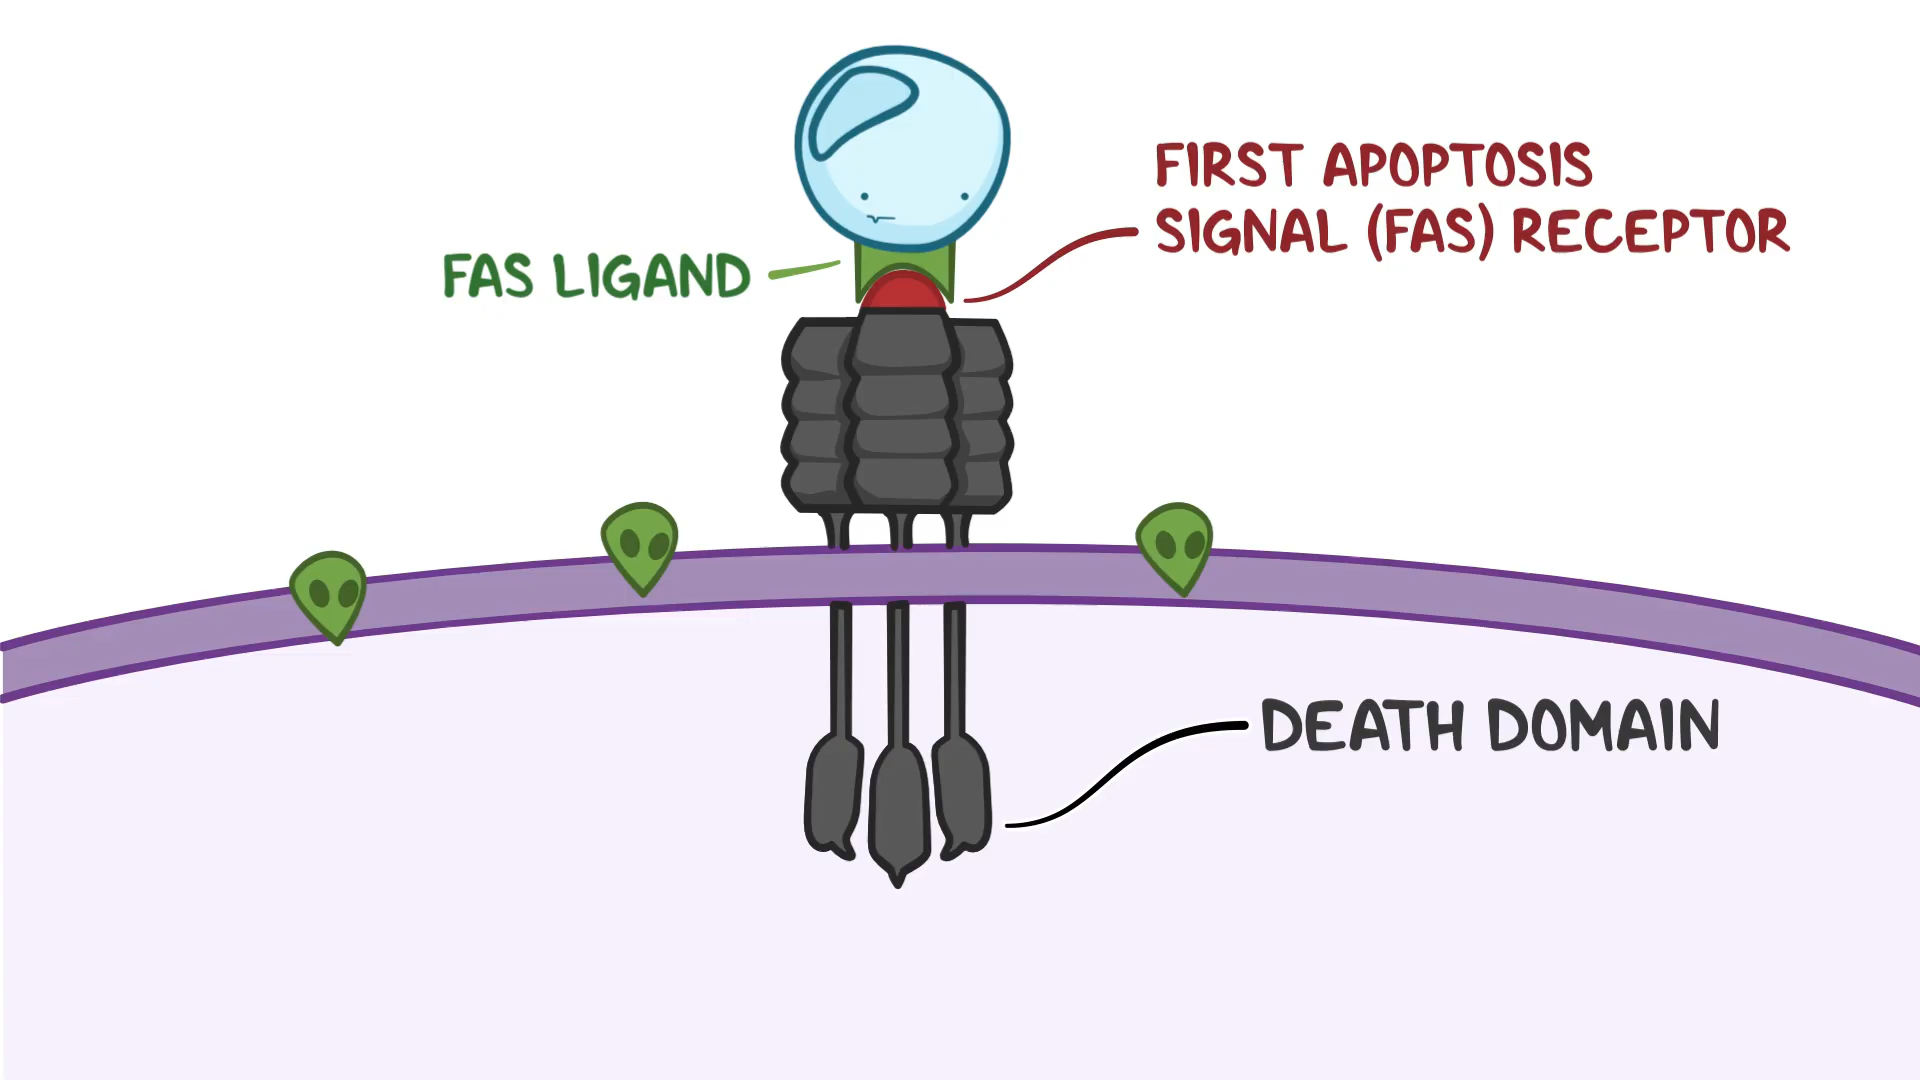 FIRST APOPTOSIS
SIGNAL (FAS) RECEPTOR
FAS LIGAND
DEATH DOMAIN